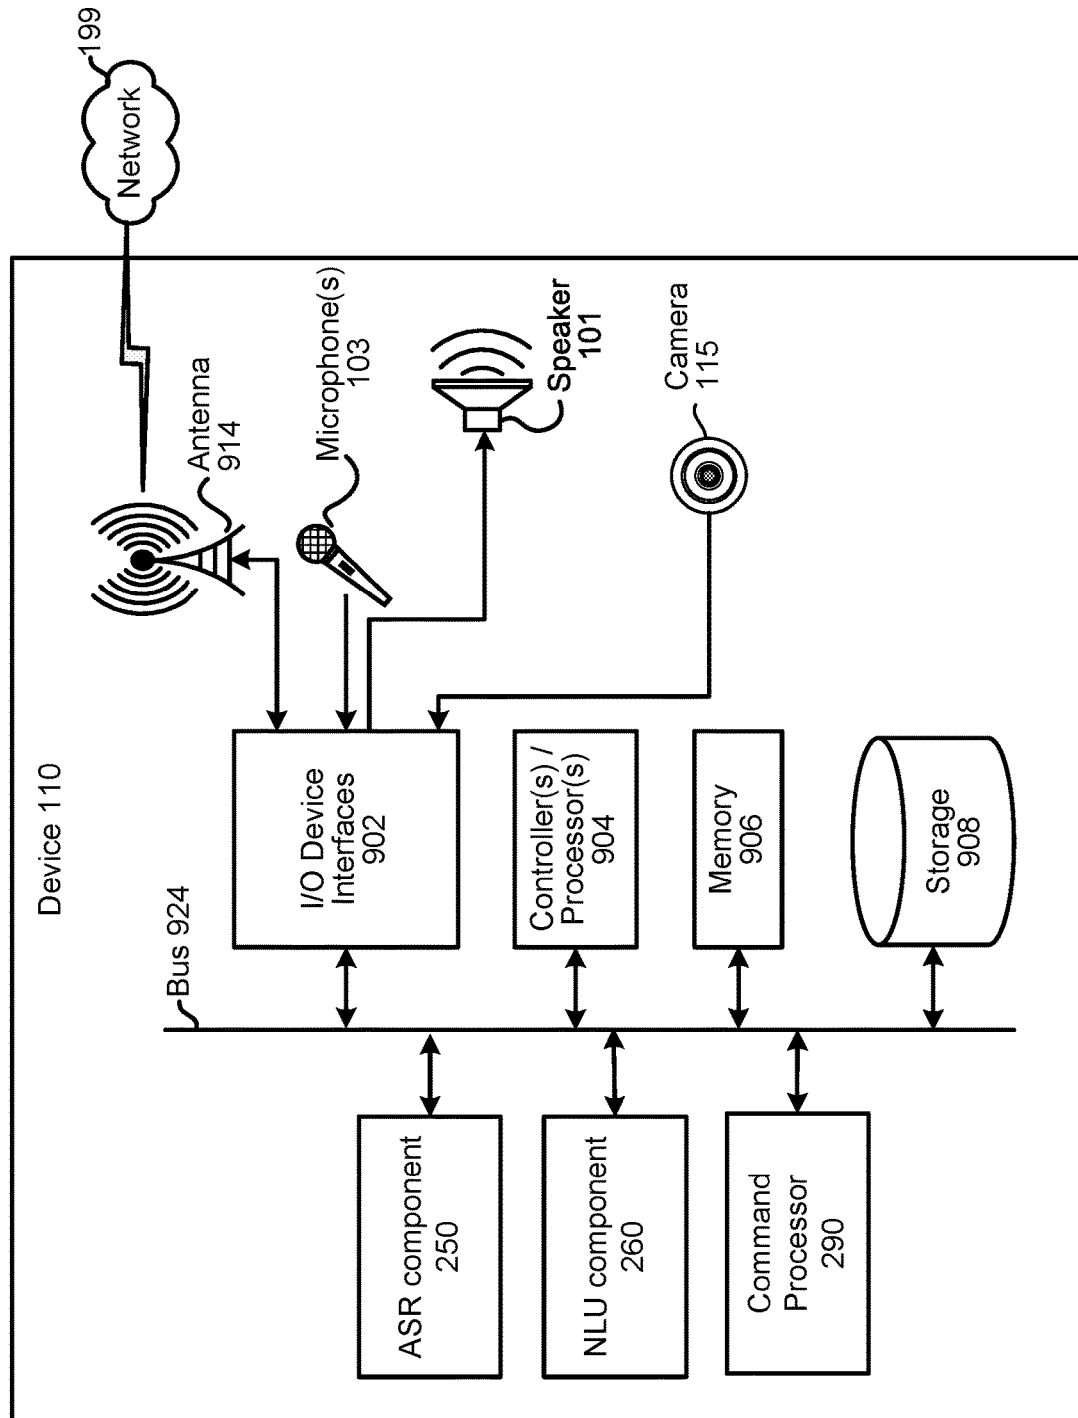 Device 110
Bus 924
Network
199
Antenna
914
Microphone(s)
103
Speaker
101
Camera
115
I/O Device
Interfaces
902
Controller(s) /
Processor(s)
904
Memory
906
Storage
908
ASR component
250
NLU component
260
Command
Processor
290